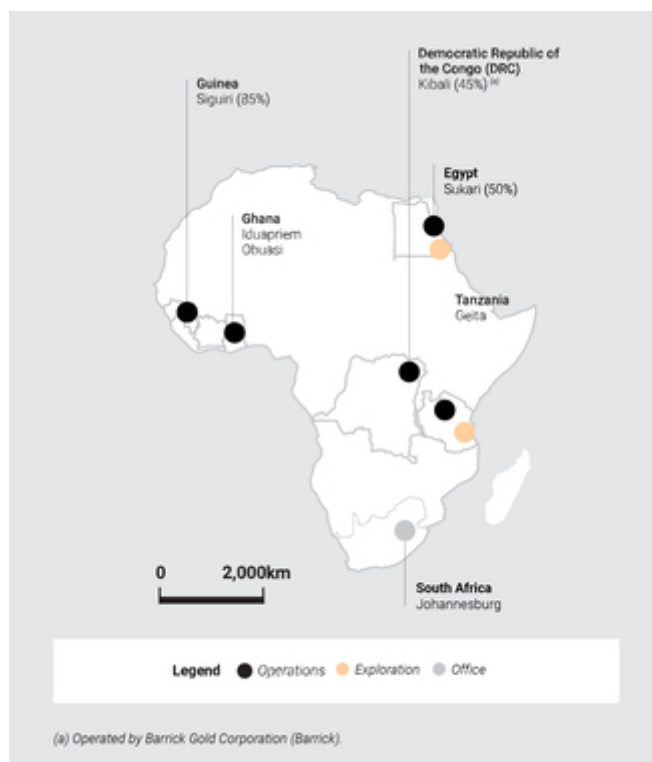 Democratic Republic of
the Congo (DRC)
Kibali (45%) (a)
Guinea
Siguiri (85%)
Egypt
Sukari (50%)
Ghana
Iduapriem
Obuasi
Tanzania
Geita
0 2,000km
South Africa
Johannesburg
Legend Operations Exploration Office
(a) Operated by Barrick Gold Corporation (Barrick).